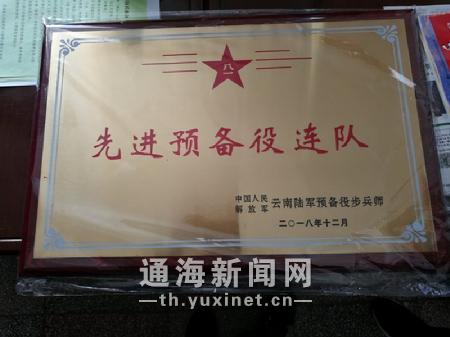 八一
先进预备役连队
中国人民
解放军 云南陆军预备役步兵师
二〇一八年十二月
通海新闻网
th.yuxinet.cn